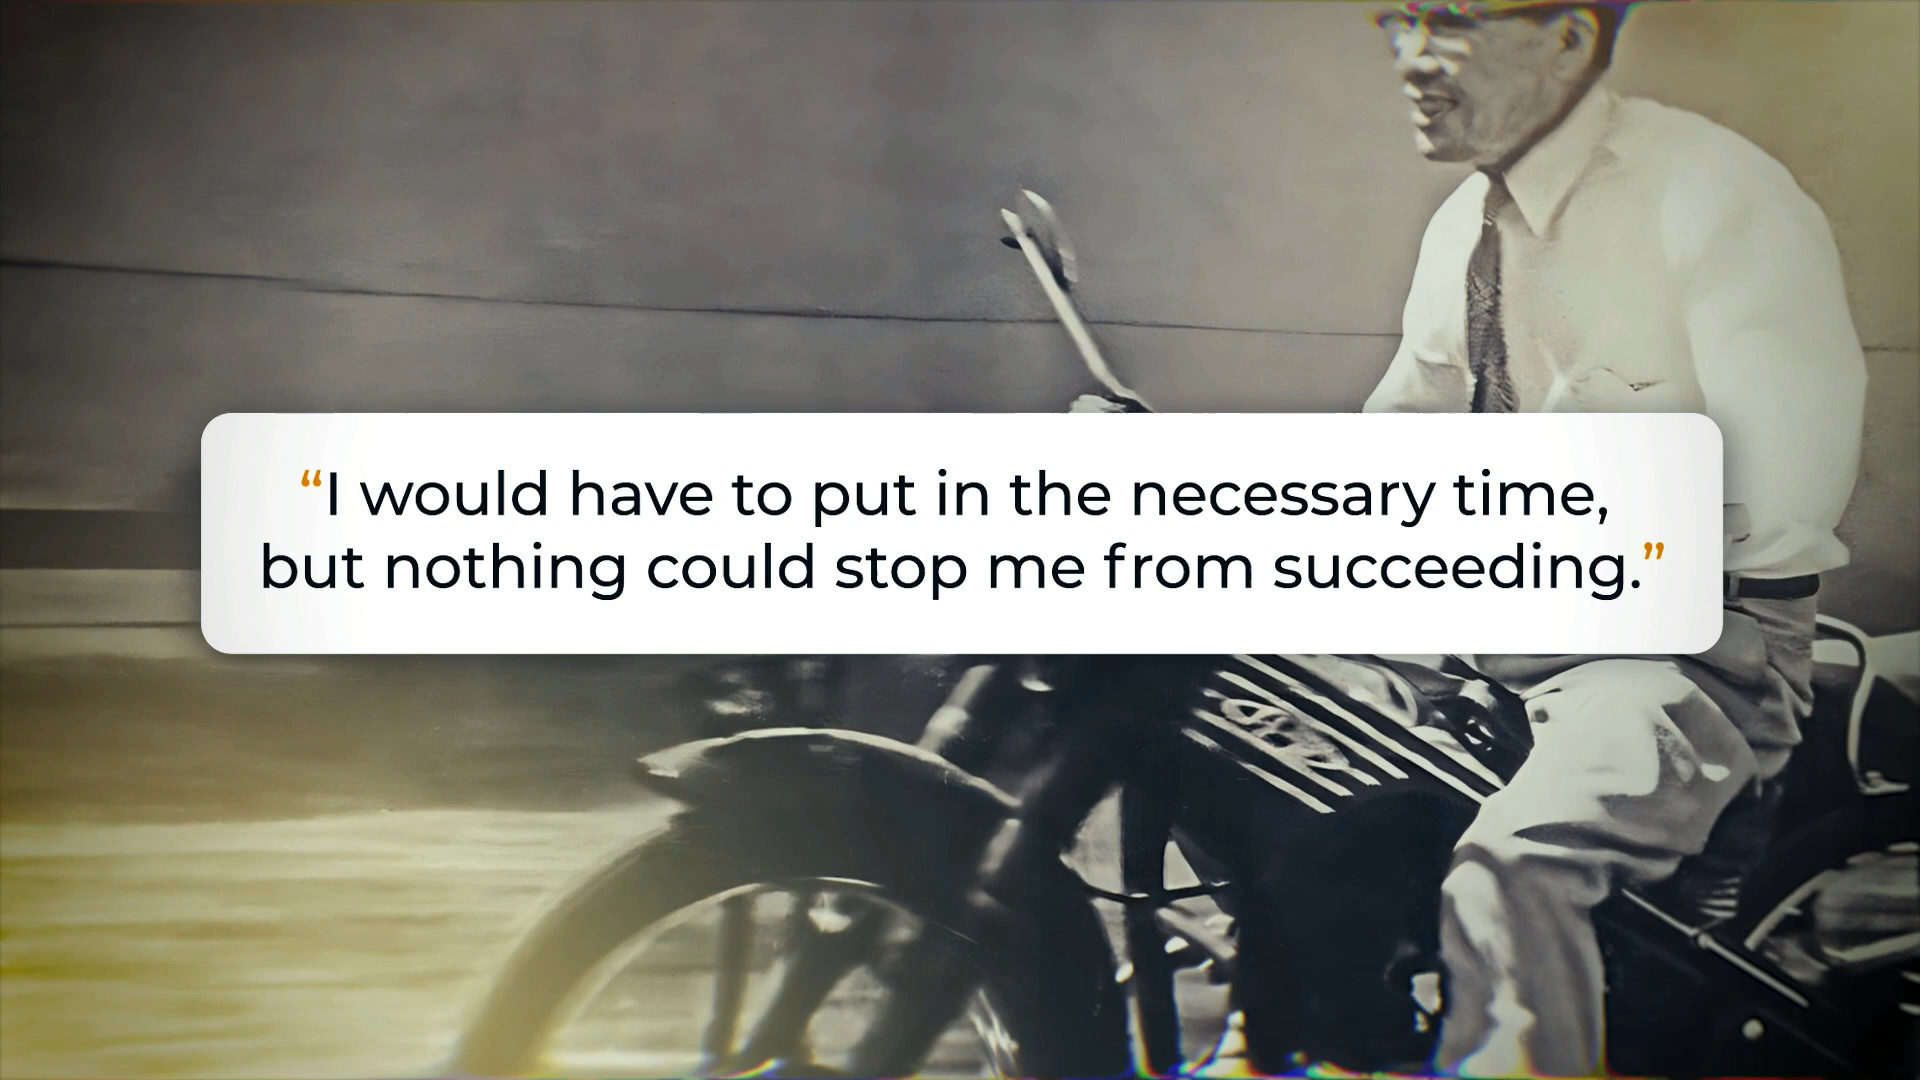 “I would have to put in the necessary time,
but nothing could stop me from succeeding.”